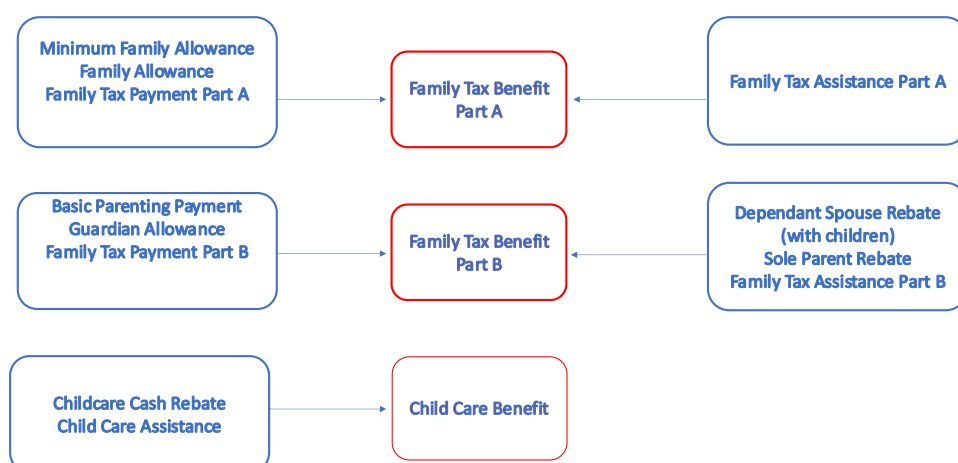 Minimum Family Allowance
Family Allowance
Family Tax Payment Part A
Family Tax Benefit
Part A
Family Tax Assistance Part A
Basic Parenting Payment
Guardian Allowance
Family Tax Payment Part B
Family Tax Benefit
Part B
Dependant Spouse Rebate
(with children)
Sole Parent Rebate
Family Tax Assistance Part B
Childcare Cash Rebate
Child Care Assistance
Child Care Benefit